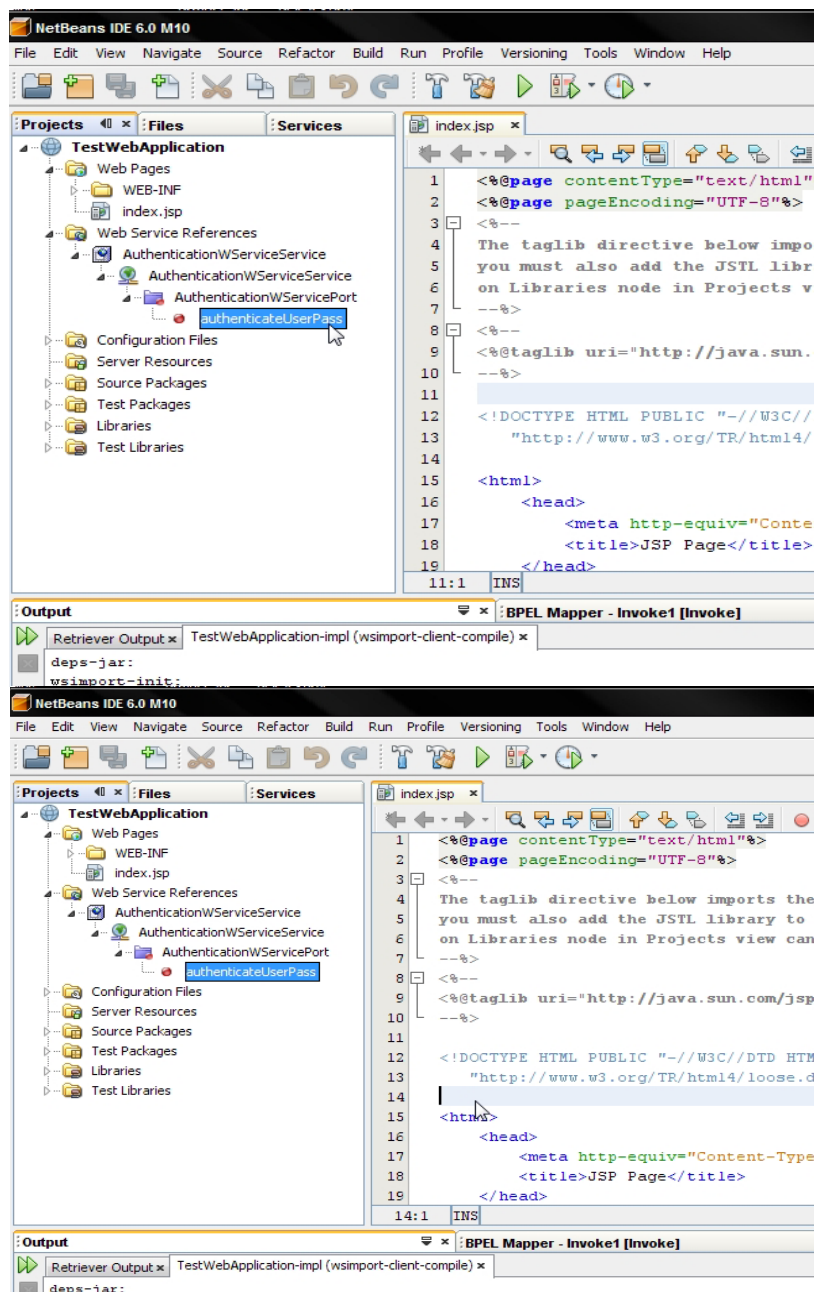 NetBeans IDE 6.0 M10
File Edit View Navigate Source Refactor Build Run Profile Versioning Tools Window Help
Projects Files Services
TestWebApplication
Web Pages
WEB-INF
index.jsp
Web Service References
AuthenticationWServiceService
AuthenticationWServiceService
AuthenticationWServicePort
authenticateUserPass
Configuration Files
Server Resources
Source Packages
Test Packages
Libraries
Test Libraries
index.jsp
1 <%@page contentType="text/html"
2 <%@page pageEncoding="UTF-8"%>
3 <%--
4 The taglib directive below impo
5 you must also add the JSTL libr
6 on Libraries node in Projects v
7 --%>
8 <%--
9 <%@taglib uri="http://java.sun.
10 --%>
11
12 <!DOCTYPE HTML PUBLIC "-//W3C//
13 "http://www.w3.org/TR/html4/
14
15 <html>
16 <head>
17 <meta http-equiv="Conte
18 <title>JSP Page</title>
19 </head>
11:1 INS
Output BPEL Mapper - Invoke1 [Invoke]
Retriever Output TestWebApplication-impl (wsimport-client-compile)
deps-jar:
wsimport-init:
NetBeans IDE 6.0 M10
File Edit View Navigate Source Refactor Build Run Profile Versioning Tools Window Help
Projects Files Services
TestWebApplication
Web Pages
WEB-INF
index.jsp
Web Service References
AuthenticationWServiceService
AuthenticationWServiceService
AuthenticationWServicePort
authenticateUserPass
Configuration Files
Server Resources
Source Packages
Test Packages
Libraries
Test Libraries
index.jsp
1 <%@page contentType="text/html"%>
2 <%@page pageEncoding="UTF-8"%>
3 <%--
4 The taglib directive below imports the
5 you must also add the JSTL library to
6 on Libraries node in Projects view can
7 --%>
8 <%--
9 <%@taglib uri="http://java.sun.com/jsp
10 --%>
11
12 <!DOCTYPE HTML PUBLIC "-//W3C//DTD HTM
13 "http://www.w3.org/TR/html4/loose.d
14
15 <html>
16 <head>
17 <meta http-equiv="Content-Type
18 <title>JSP Page</title>
19 </head>
14:1 INS
Output BPEL Mapper - Invoke1 [Invoke]
Retriever Output TestWebApplication-impl (wsimport-client-compile)
deps-jar: